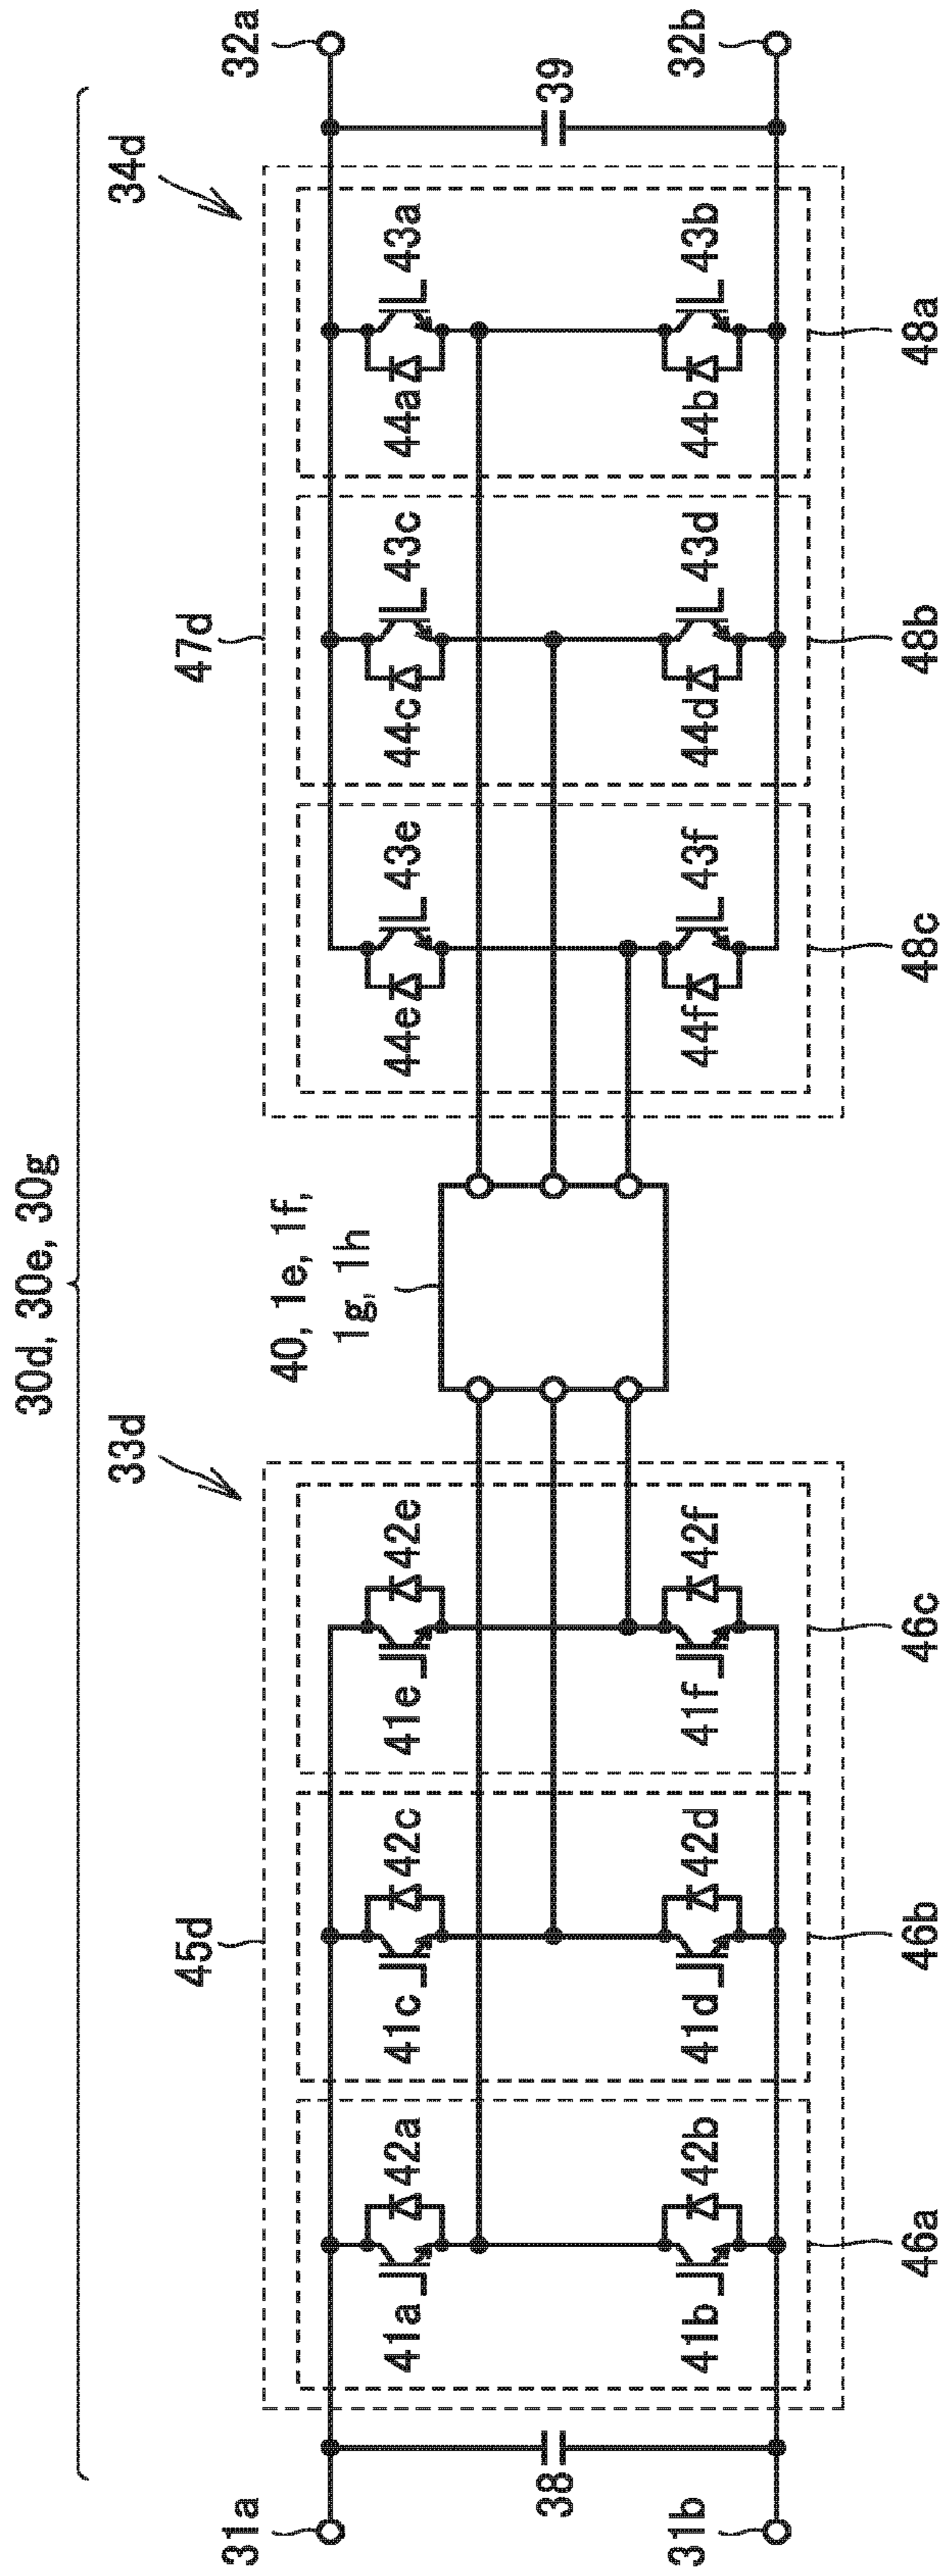 30d, 30e, 30g
33d
34d
45d
47d
40, 1e, 1f,
1g, 1h
31a
32a
41a
42a
41c
42c
41e
42e
44e
43e
44c
43c
44a
43a
38
39
41b
42b
41d
42d
41f
42f
44f
43f
44d
43d
44b
43b
31b
32b
46a
46b
46c
48c
48b
48a